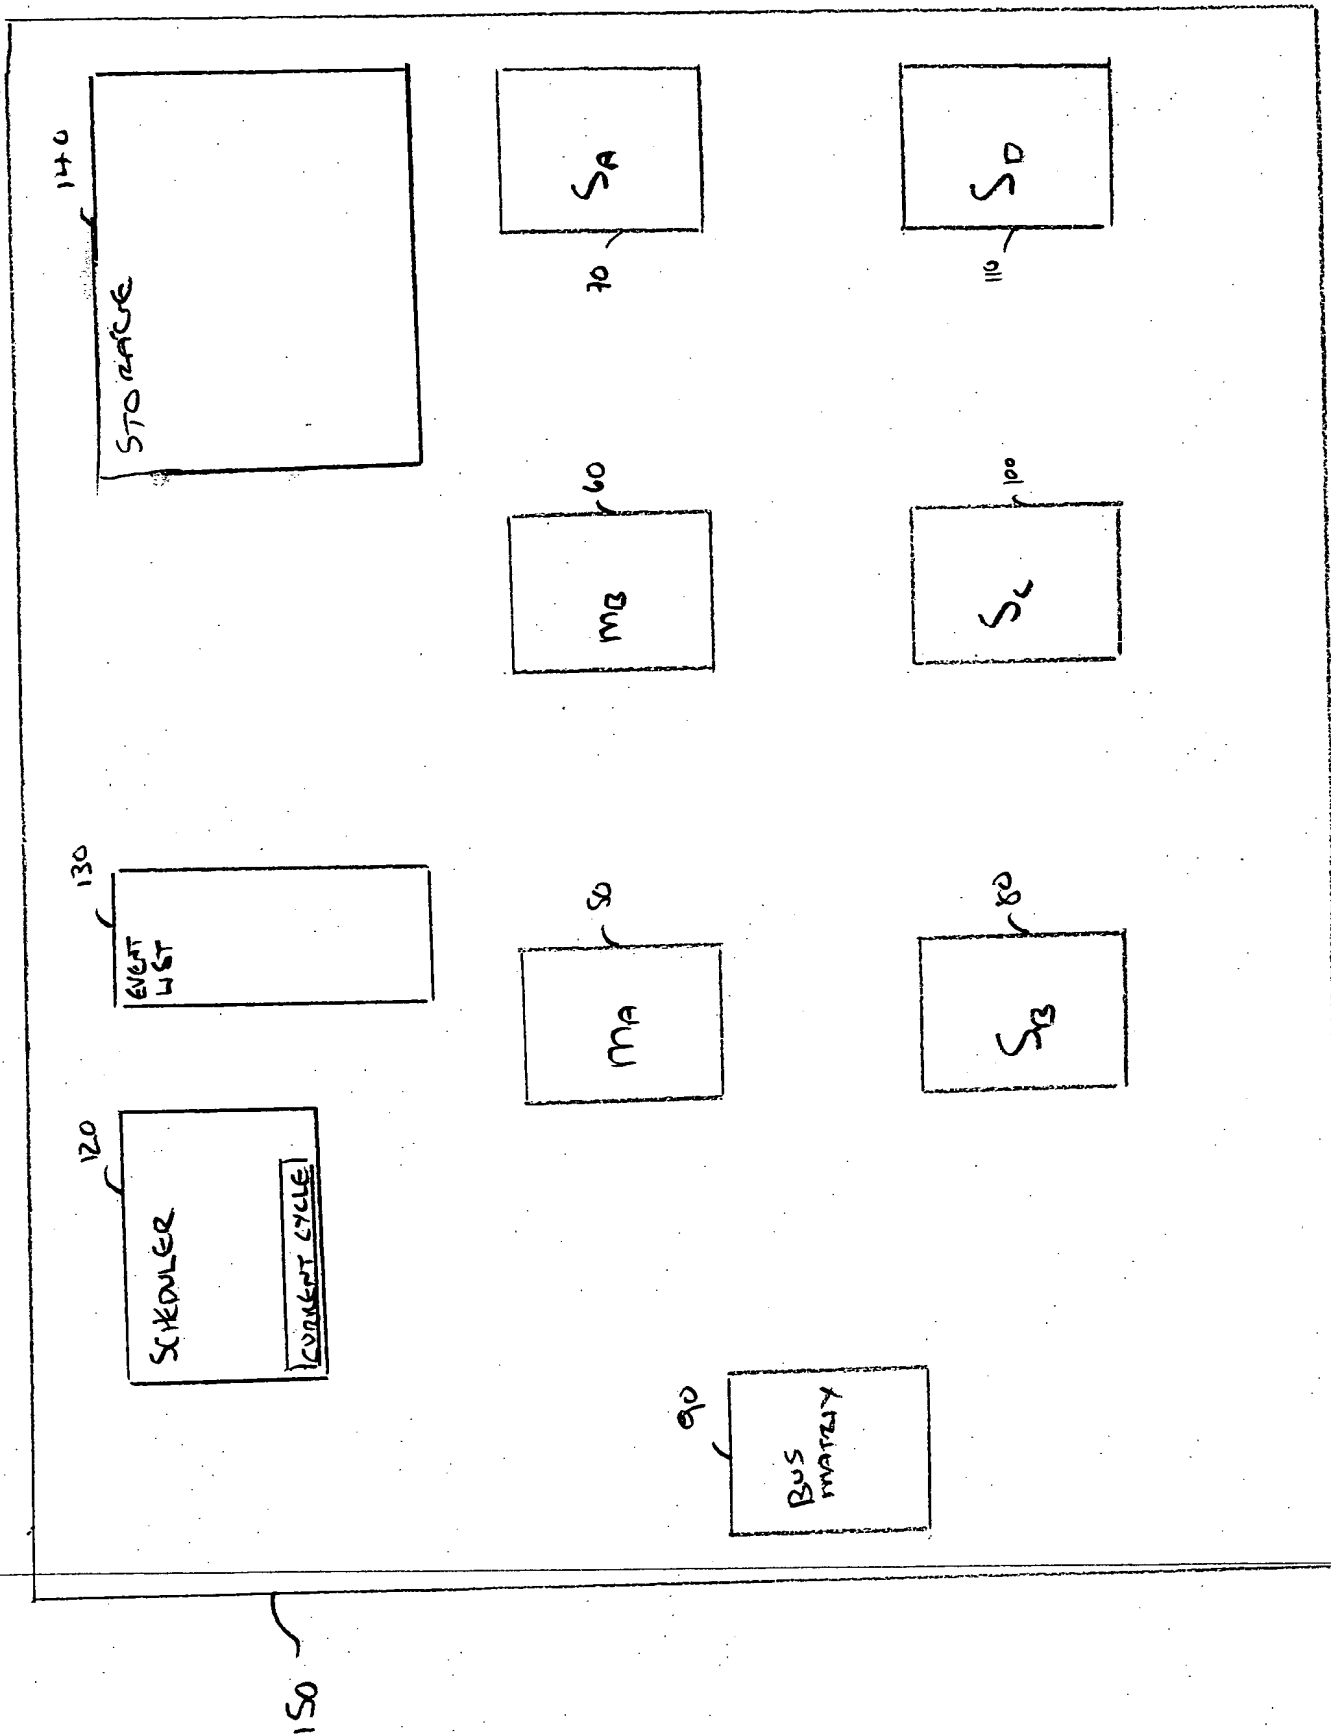 120
SCHEDULER
CURRENT CYCLE
130
EVENT
LIST
140
STORAGE
150
50
MA
60
MB
70
SA
90
BUS
MATRIX
80
SB
100
SC
110
SD